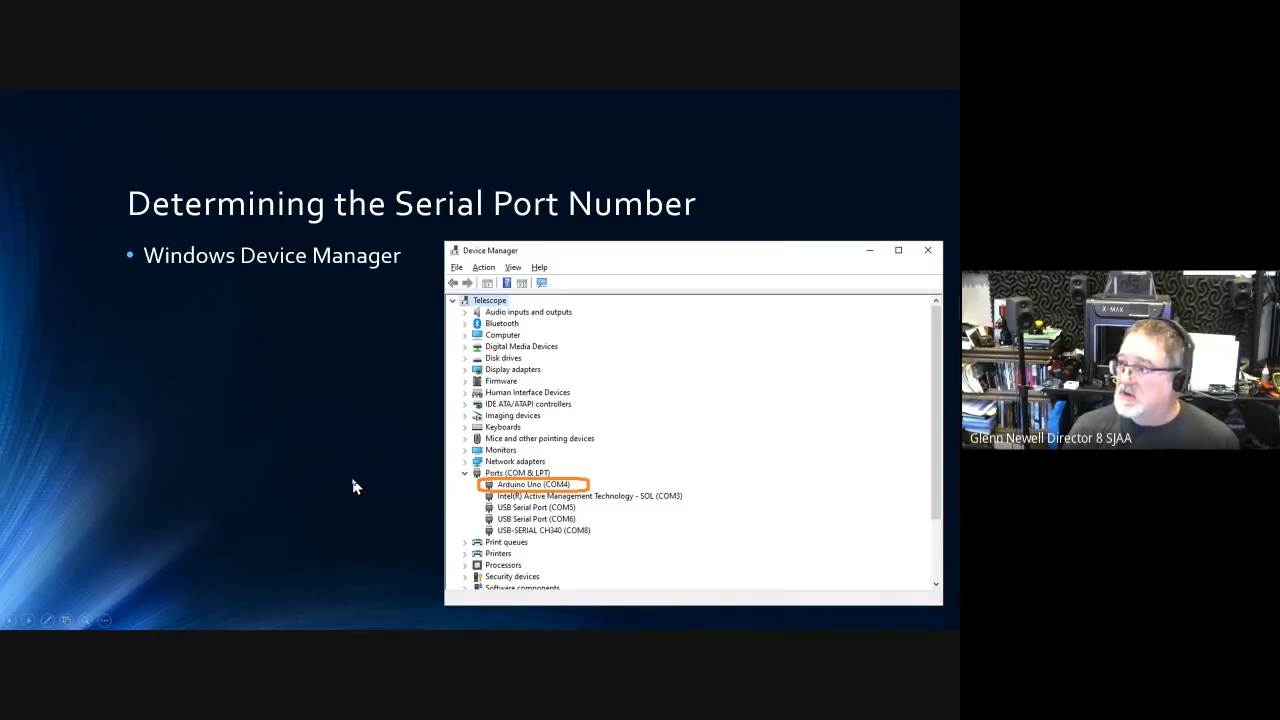 Determining the Serial Port Number
• Windows Device Manager
Device Manager
File Action View Help
Telescope
Audio inputs and outputs
Bluetooth
Computer
Digital Media Devices
Disk drives
Display adapters
Firmware
Human Interface Devices
IDE ATA/ATAPI controllers
Imaging devices
Keyboards
Mice and other pointing devices
Monitors
Network adapters
Ports (COM & LPT)
Arduino Uno (COM4)
Intel(R) Active Management Technology - SOL (COM3)
USB Serial Port (COM5)
USB Serial Port (COM6)
USB-SERIAL CH340 (COM8)
Print queues
Printers
Processors
Security devices
Software components
X-MAX
Glenn Newell Director 8 SJAA